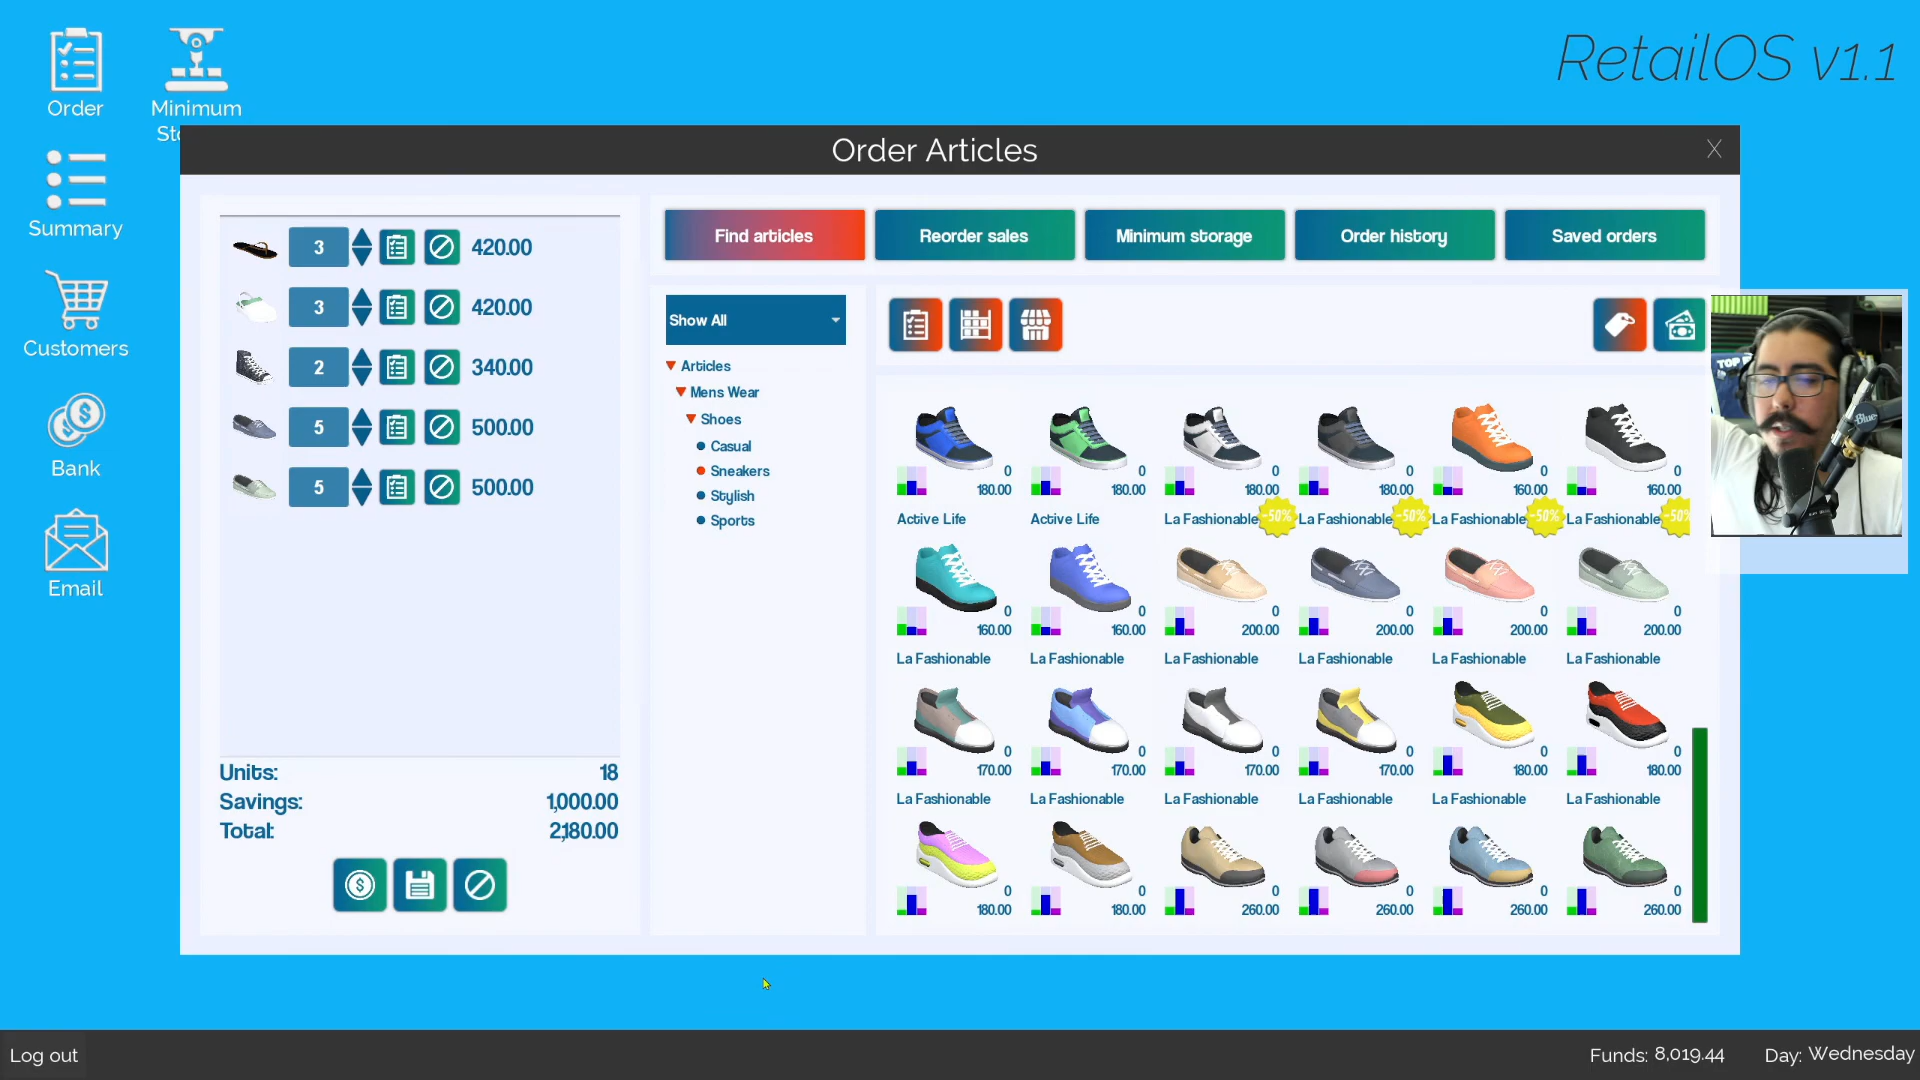 RetailOS v1.1
Order
Minimum
Summary
Customers
Bank
Email
Order Articles
X
3 420.00
3 420.00
2 340.00
5 500.00
5 500.00
Units: 18
Savings: 1,000.00
Total: 2,180.00
Find articles
Reorder sales
Minimum storage
Order history
Saved orders
Show All
Articles
Mens Wear
Shoes
Casual
Sneakers
Stylish
Sports
0 0 0 0 0 0
180.00 180.00 180.00 180.00 160.00 160.00
Active Life Active Life La Fashionable -50% La Fashionable -50% La Fashionable -50% La Fashionable -50%
0 0 0 0 0 0
160.00 160.00 200.00 200.00 200.00 200.00
La Fashionable La Fashionable La Fashionable La Fashionable La Fashionable La Fashionable
0 0 0 0 0 0
170.00 170.00 170.00 170.00 180.00 180.00
La Fashionable La Fashionable La Fashionable La Fashionable La Fashionable La Fashionable
0 0 0 0 0 0
180.00 180.00 260.00 260.00 260.00 260.00
TOP
Blue
Log out
Funds: 8,019.44
Day: Wednesday